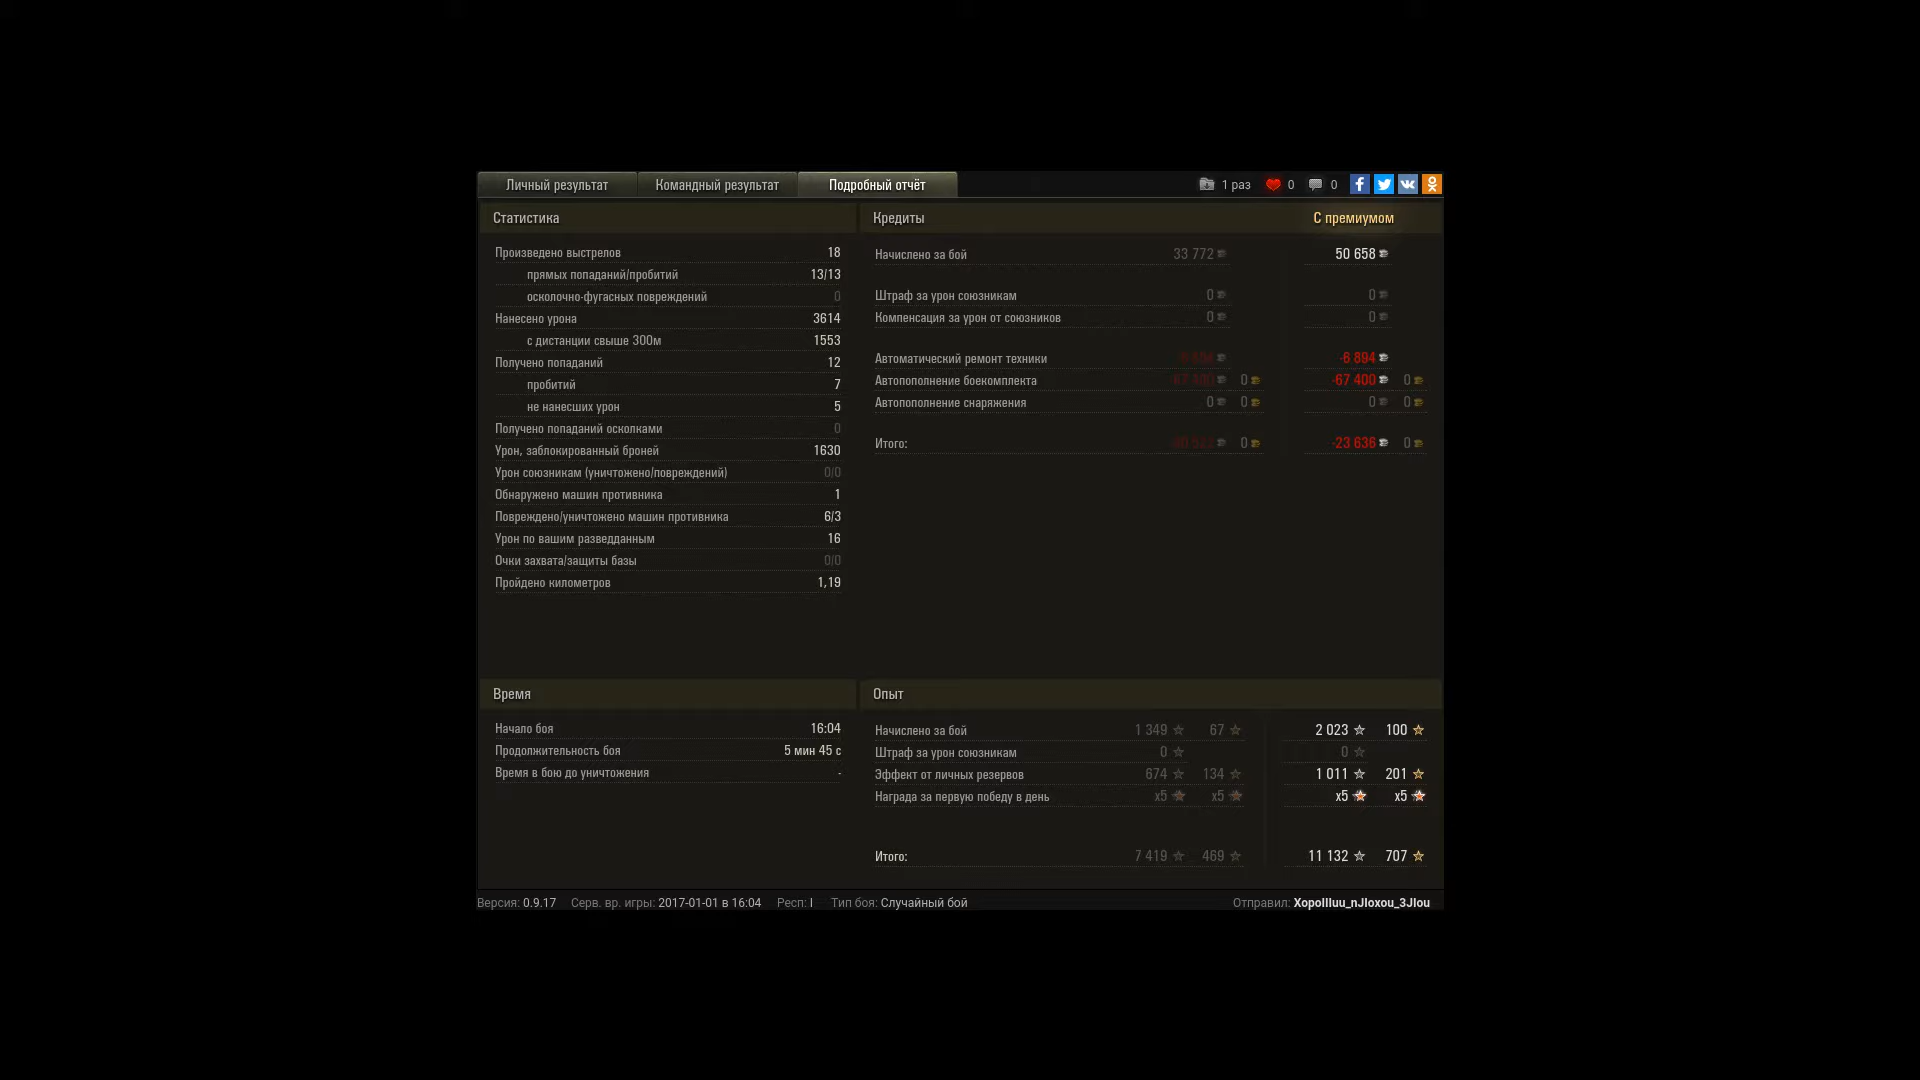 Личный результат Командный результат Подробный отчёт 1 раз 0 0
Статистика
Произведено выстрелов 18
прямых попаданий/пробитий 13/13
осколочно-фугасных повреждений 0
Нанесено урона 3614
с дистанции свыше 300м 1553
Получено попаданий 12
пробитий 7
не нанесших урон 5
Получено попаданий осколками 0
Урон, заблокированный броней 1630
Урон союзникам (уничтожено/повреждений) 0/0
Обнаружено машин противника 1
Повреждено/уничтожено машин противника 6/3
Урон по вашим разведданным 16
Очки захвата/защиты базы 0/0
Пройдено километров 1,19
Кредиты С премиумом
Начислено за бой 33 772 50 658
Штраф за урон союзникам 0 0
Компенсация за урон от союзников 0 0
Автоматический ремонт техники -6 894
Автопополнение боекомплекта 0 -67 400 0
Автопополнение снаряжения 0 0 0 0
Итого: 0 -23 636 0
Время
Начало боя 16:04
Продолжительность боя 5 мин 45 с
Время в бою до уничтожения -
Опыт
Начислено за бой 1 349 67 2 023 100
Штраф за урон союзникам 0 0
Эффект от личных резервов 674 134 1 011 201
Награда за первую победу в день x5 x5 x5 x5
Итого: 7 419 469 11 132 707
Версия: 0.9.17 Серв. вр. игры: 2017-01-01 в 16:04 Респ: I Тип боя: Случайный бой Отправил: XopoIIIuu_nJIoxou_3JIou